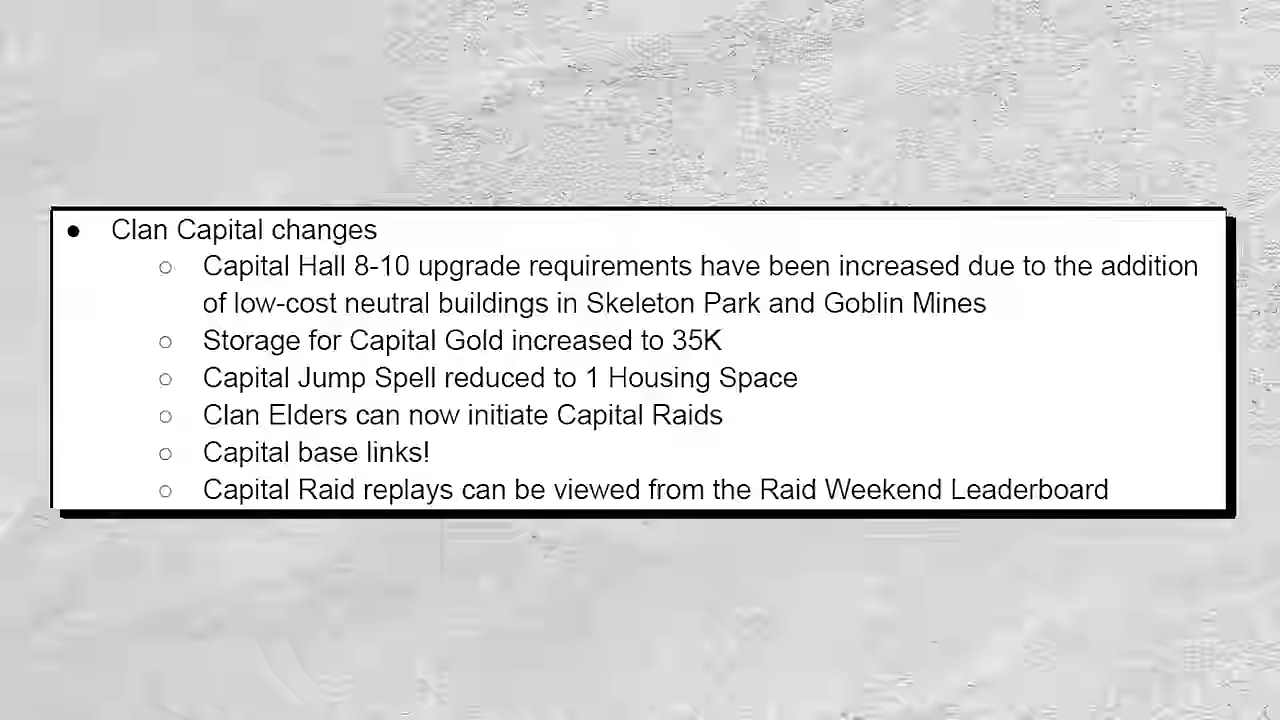 ● Clan Capital changes
○ Capital Hall 8-10 upgrade requirements have been increased due to the addition
of low-cost neutral buildings in Skeleton Park and Goblin Mines
○ Storage for Capital Gold increased to 35K
○ Capital Jump Spell reduced to 1 Housing Space
○ Clan Elders can now initiate Capital Raids
○ Capital base links!
○ Capital Raid replays can be viewed from the Raid Weekend Leaderboard